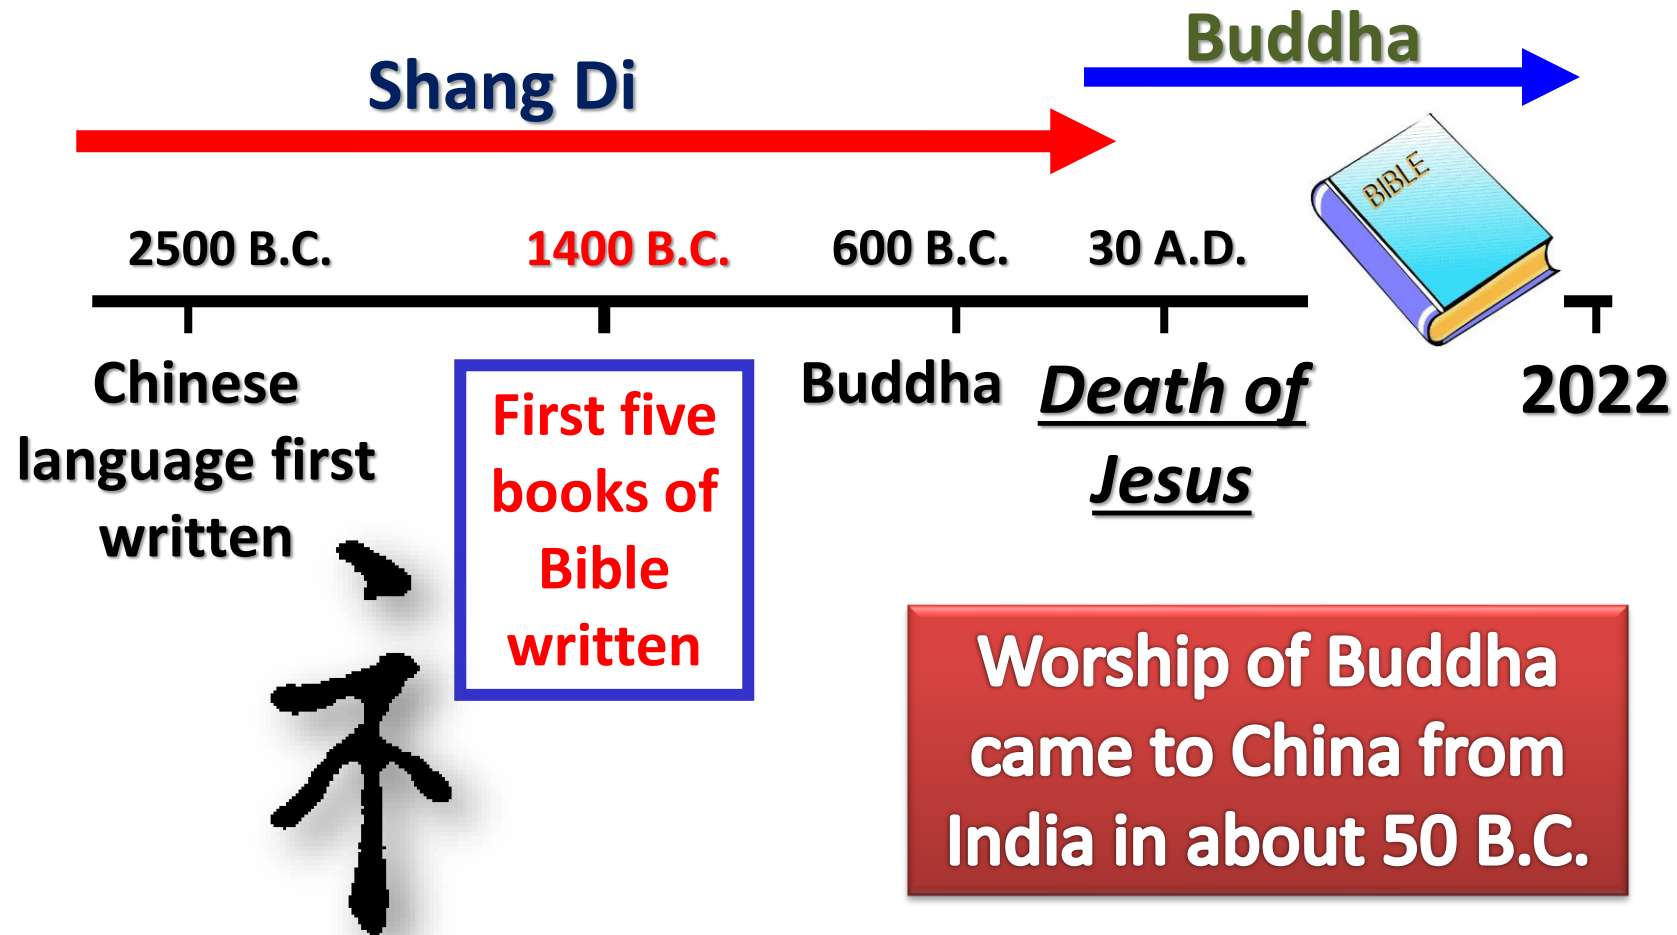 Buddha
Shang Di
BIBLE
2500 B.C.
1400 B.C.
600 B.C.
30 A.D.
Chinese
language first
written
First five
books of
Bible
written
Buddha
Death of
Jesus
2022
礻
Worship of Buddha
came to China from
India in about 50 B.C.